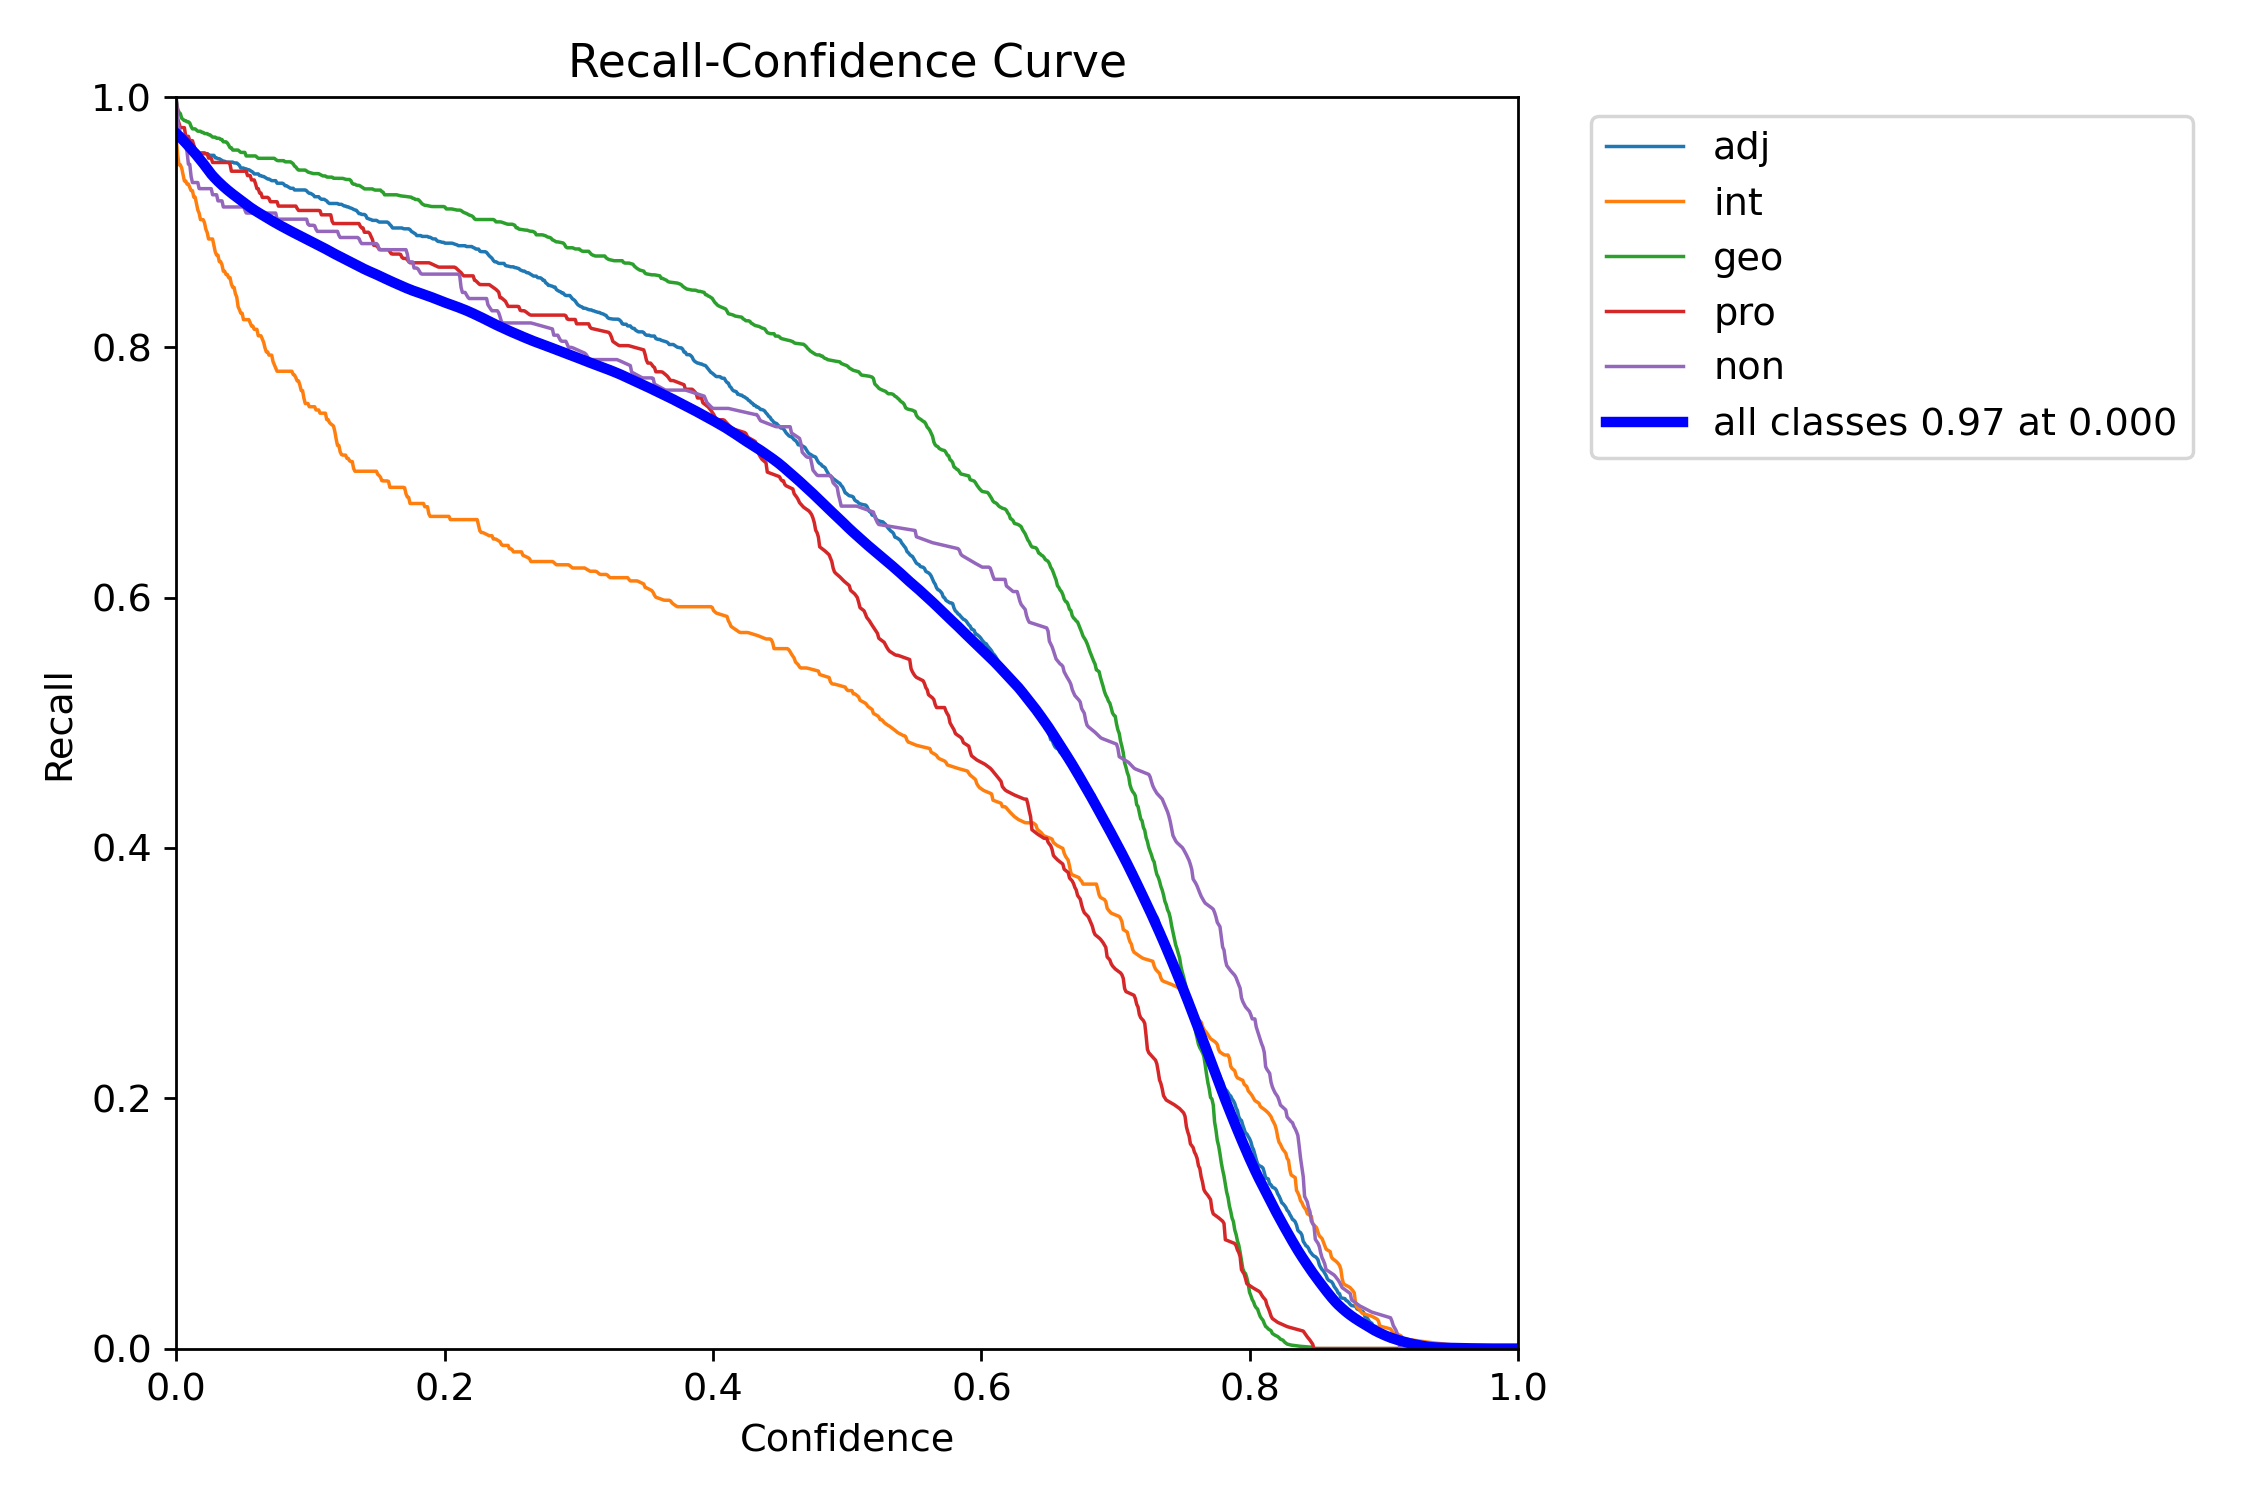 Recall-Confidence Curve
1.0
0.8
0.6
0.4
0.2
0.0
Recall
0.0 0.2 0.4 0.6 0.8 1.0
Confidence
adj
int
geo
pro
non
all classes 0.97 at 0.000